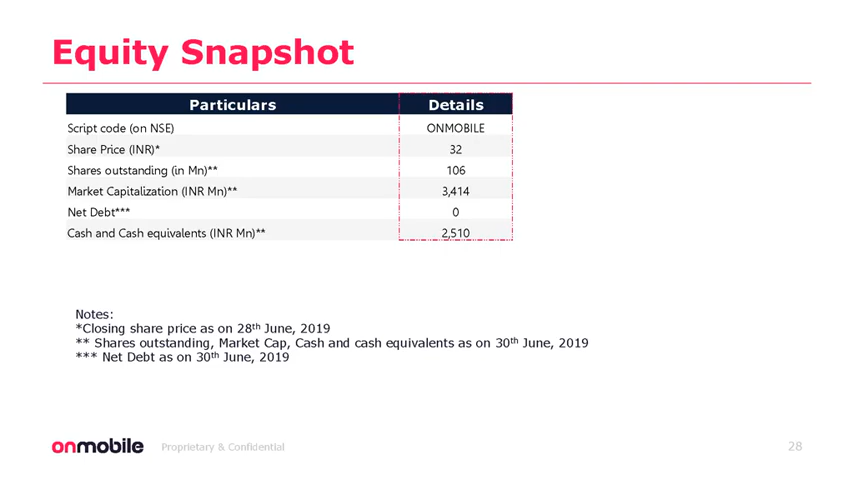 Equity Snapshot
Particulars Details
Script code (on NSE) ONMOBILE
Share Price (INR)* 32
Shares outstanding (in Mn)** 106
Market Capitalization (INR Mn)** 3,414
Net Debt*** 0
Cash and Cash equivalents (INR Mn)** 2,510
Notes:
*Closing share price as on 28th June, 2019
** Shares outstanding, Market Cap, Cash and cash equivalents as on 30th June, 2019
*** Net Debt as on 30th June, 2019
onmobile Proprietary & Confidential 28